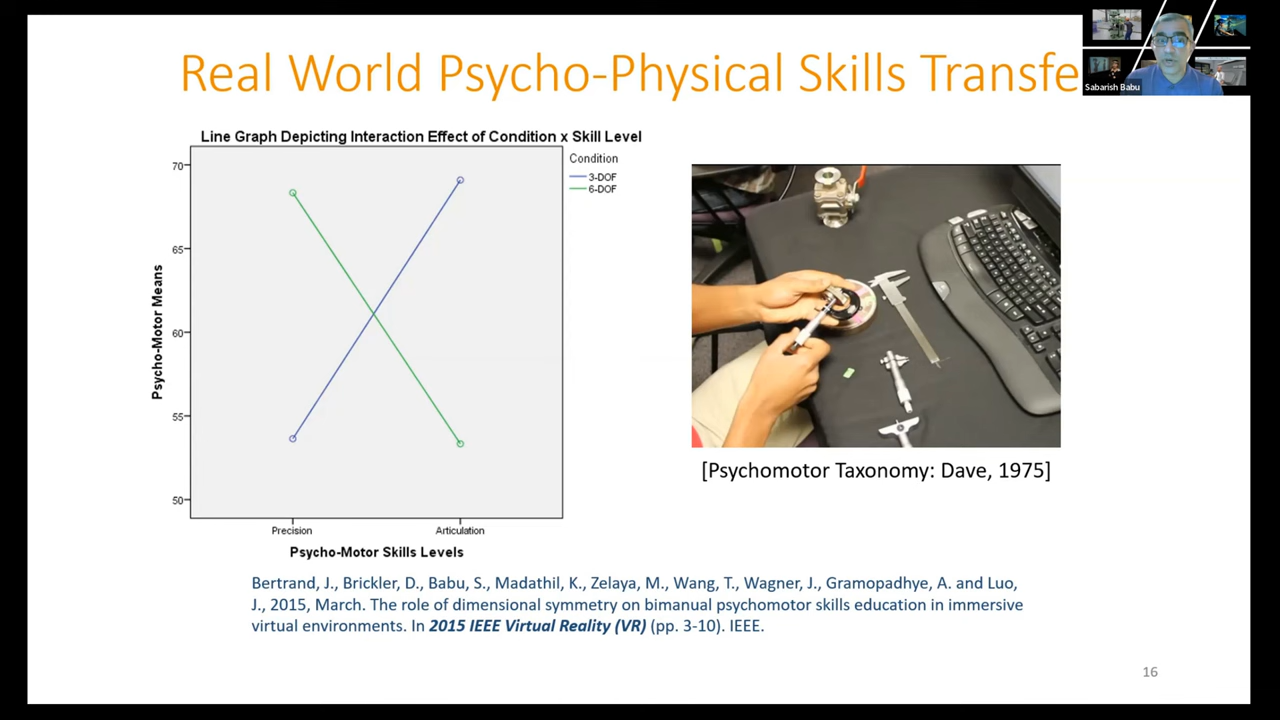 Real World Psycho-Physical Skills Transfe
Sabarish Babu
Line Graph Depicting Interaction Effect of Condition x Skill Level
Condition
3-DOF
6-DOF
Psycho-Motor Means
70
65
60
55
50
Precision
Articulation
Psycho-Motor Skills Levels
[Psychomotor Taxonomy: Dave, 1975]
Bertrand, J., Brickler, D., Babu, S., Madathil, K., Zelaya, M., Wang, T., Wagner, J., Gramopadhye, A. and Luo,
J., 2015, March. The role of dimensional symmetry on bimanual psychomotor skills education in immersive
virtual environments. In 2015 IEEE Virtual Reality (VR) (pp. 3-10). IEEE.
16